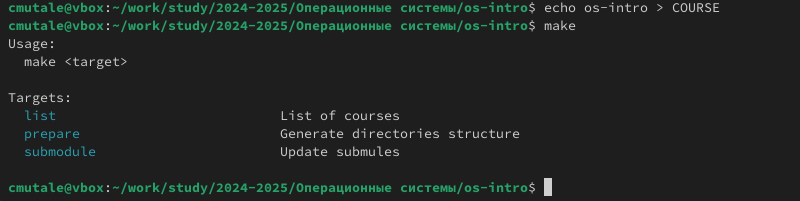 cmutale@vbox:~/work/study/2024-2025/Операционные системы/os-intro$ echo os-intro > COURSE
cmutale@vbox:~/work/study/2024-2025/Операционные системы/os-intro$ make
Usage:
  make <target>

Targets:
  list                            List of courses
  prepare                         Generate directories structure
  submodule                       Update submules

cmutale@vbox:~/work/study/2024-2025/Операционные системы/os-intro$